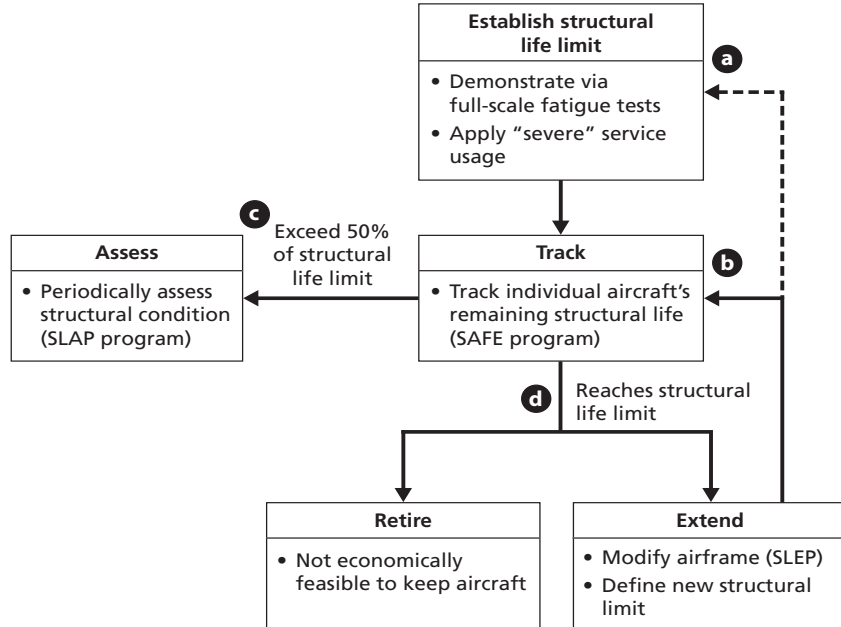 Establish structural
life limit
• Demonstrate via
full-scale fatigue tests
• Apply “severe” service
usage
a
c
Exceed 50%
of structural
life limit
Assess
• Periodically assess
structural condition
(SLAP program)
Track
• Track individual aircraft’s
remaining structural life
(SAFE program)
b
d
Reaches structural
life limit
Retire
• Not economically
feasible to keep aircraft
Extend
• Modify airframe (SLEP)
• Define new structural
limit